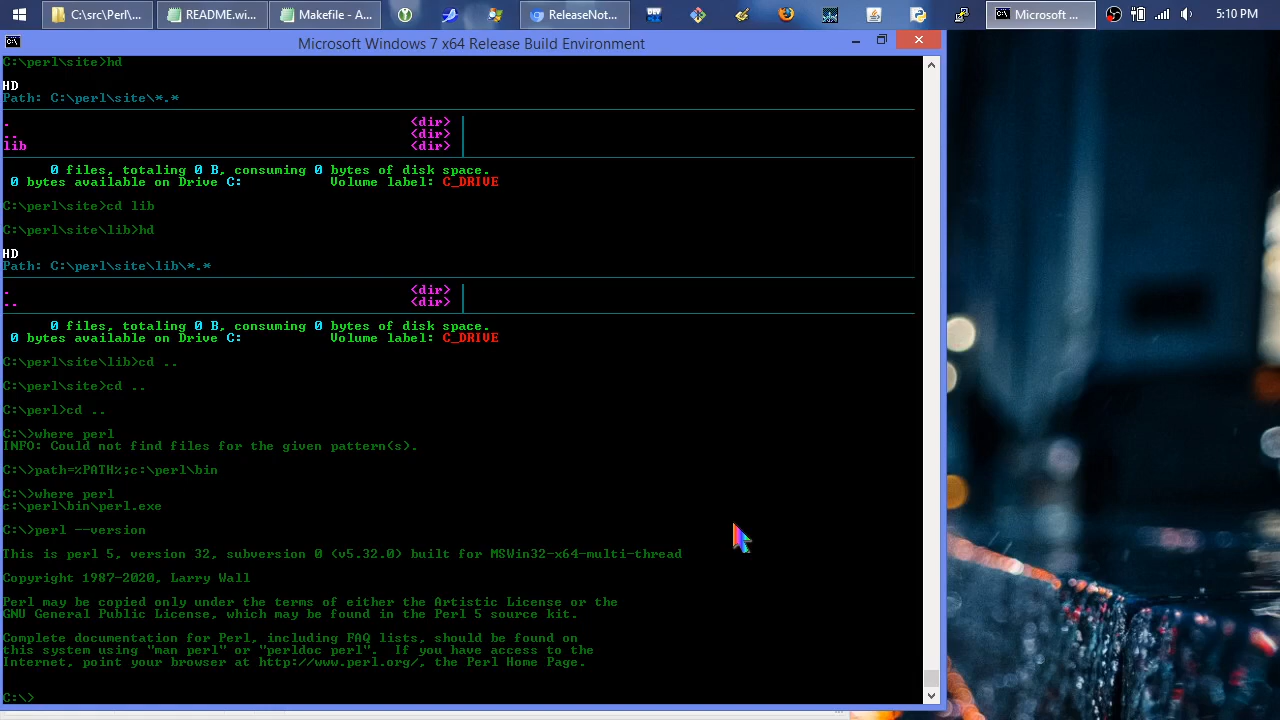 C:\src\Perl\...
README.wi...
Makefile - A...
ReleaseNot...
Microsoft ...
5:10 PM
Microsoft Windows 7 x64 Release Build Environment
C:\perl\site>hd
HD
Path: C:\perl\site\*.*
. <dir>
.. <dir>
lib <dir>
0 files, totaling 0 B, consuming 0 bytes of disk space.
0 bytes available on Drive C: Volume label: C_DRIVE
C:\perl\site>cd lib
C:\perl\site\lib>hd
HD
Path: C:\perl\site\lib\*.*
. <dir>
.. <dir>
0 files, totaling 0 B, consuming 0 bytes of disk space.
0 bytes available on Drive C: Volume label: C_DRIVE
C:\perl\site\lib>cd ..
C:\perl\site>cd ..
C:\perl>cd ..
C:\>where perl
INFO: Could not find files for the given pattern(s).
C:\>path=%PATH%;c:\perl\bin
C:\>where perl
c:\perl\bin\perl.exe
C:\>perl --version
This is perl 5, version 32, subversion 0 (v5.32.0) built for MSWin32-x64-multi-thread
Copyright 1987-2020, Larry Wall
Perl may be copied only under the terms of either the Artistic License or the
GNU General Public License, which may be found in the Perl 5 source kit.
Complete documentation for Perl, including FAQ lists, should be found on
this system using "man perl" or "perldoc perl".  If you have access to the
Internet, point your browser at http://www.perl.org/, the Perl Home Page.
C:\>